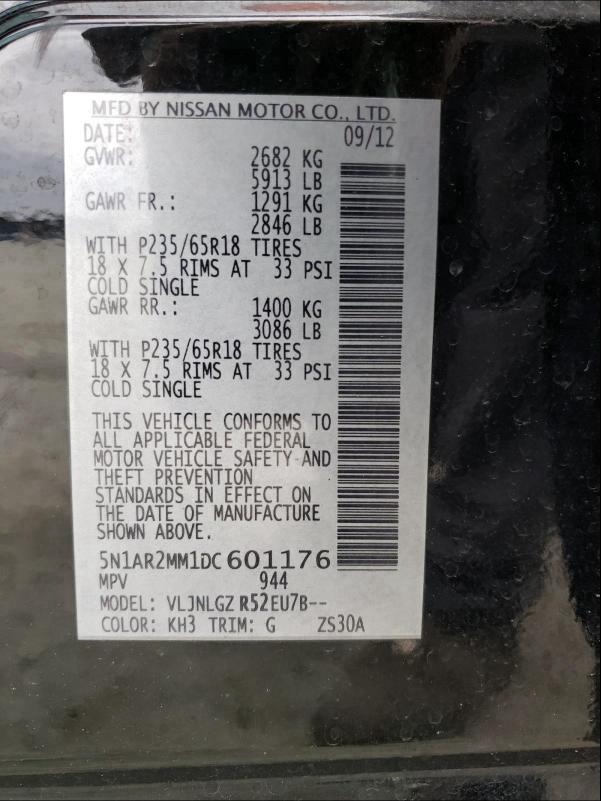 MFD BY NISSAN MOTOR CO., LTD.
DATE: 09/12
GVWR: 2682 KG
5913 LB
GAWR FR.: 1291 KG
2846 LB
WITH P235/65R18 TIRES
18 X 7.5 RIMS AT 33 PSI
COLD SINGLE
GAWR RR.: 1400 KG
3086 LB
WITH P235/65R18 TIRES
18 X 7.5 RIMS AT 33 PSI
COLD SINGLE
THIS VEHICLE CONFORMS TO
ALL APPLICABLE FEDERAL
MOTOR VEHICLE SAFETY AND
THEFT PREVENTION
STANDARDS IN EFFECT ON
THE DATE OF MANUFACTURE
SHOWN ABOVE.
5N1AR2MM1DC601176
MPV 944
MODEL: VLJNLGZ R52EU7B--
COLOR: KH3 TRIM: G ZS30A